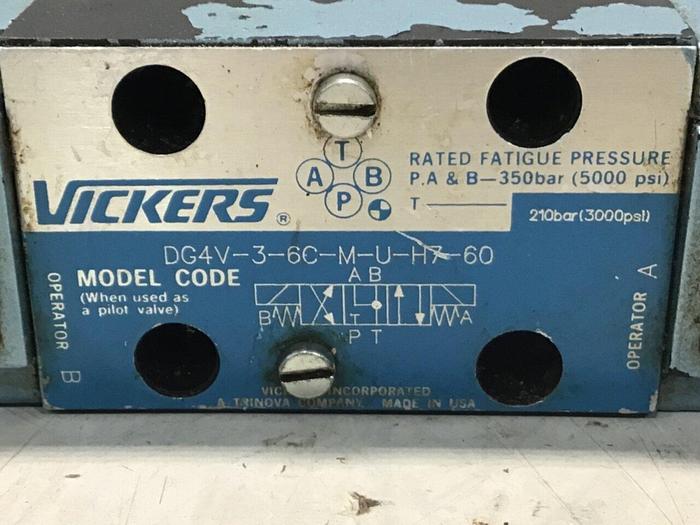 T
A B
P
RATED FATIGUE PRESSURE
P.A & B—350bar (5000 psi)
T 210bar (3000psi)
VICKERS ®
DG4V-3-6C-M-U-H7-60
MODEL CODE
(When used as
a pilot valve)
A B
B T A
P T
OPERATOR B
OPERATOR A
INCORPORATED
A TRINOVA COMPANY. MADE IN USA